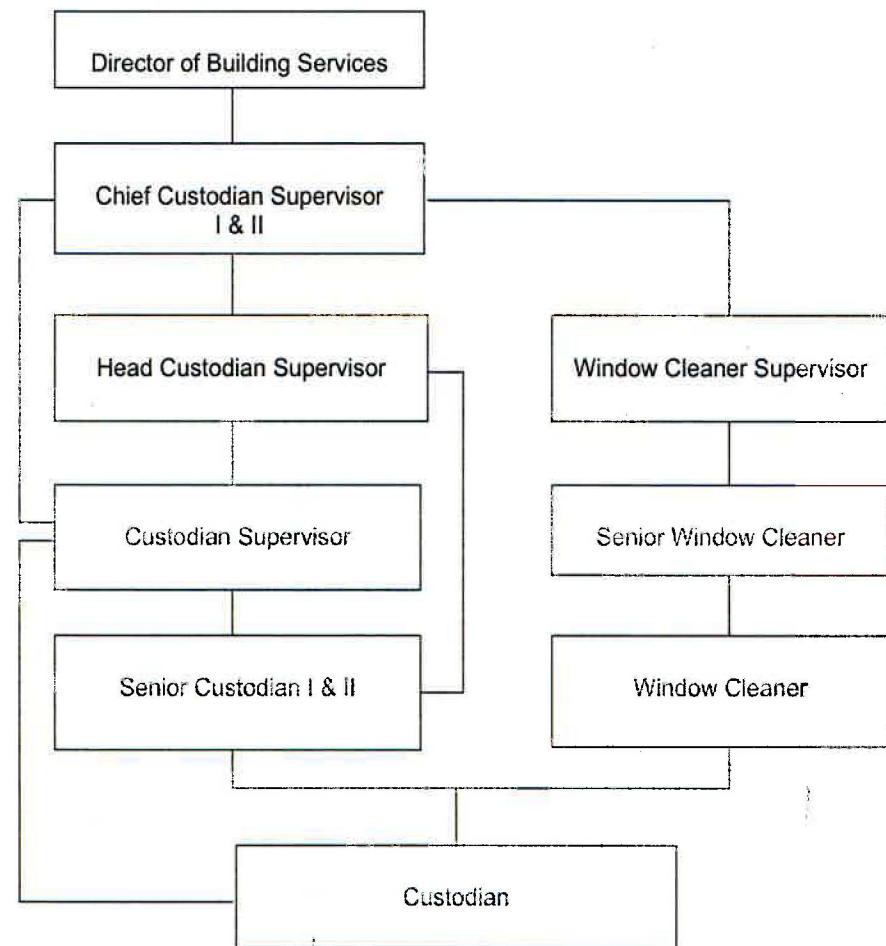 Director of Building Services
Chief Custodian Supervisor
I & II
Head Custodian Supervisor
Window Cleaner Supervisor
Custodian Supervisor
Senior Window Cleaner
Senior Custodian I & II
Window Cleaner
Custodian